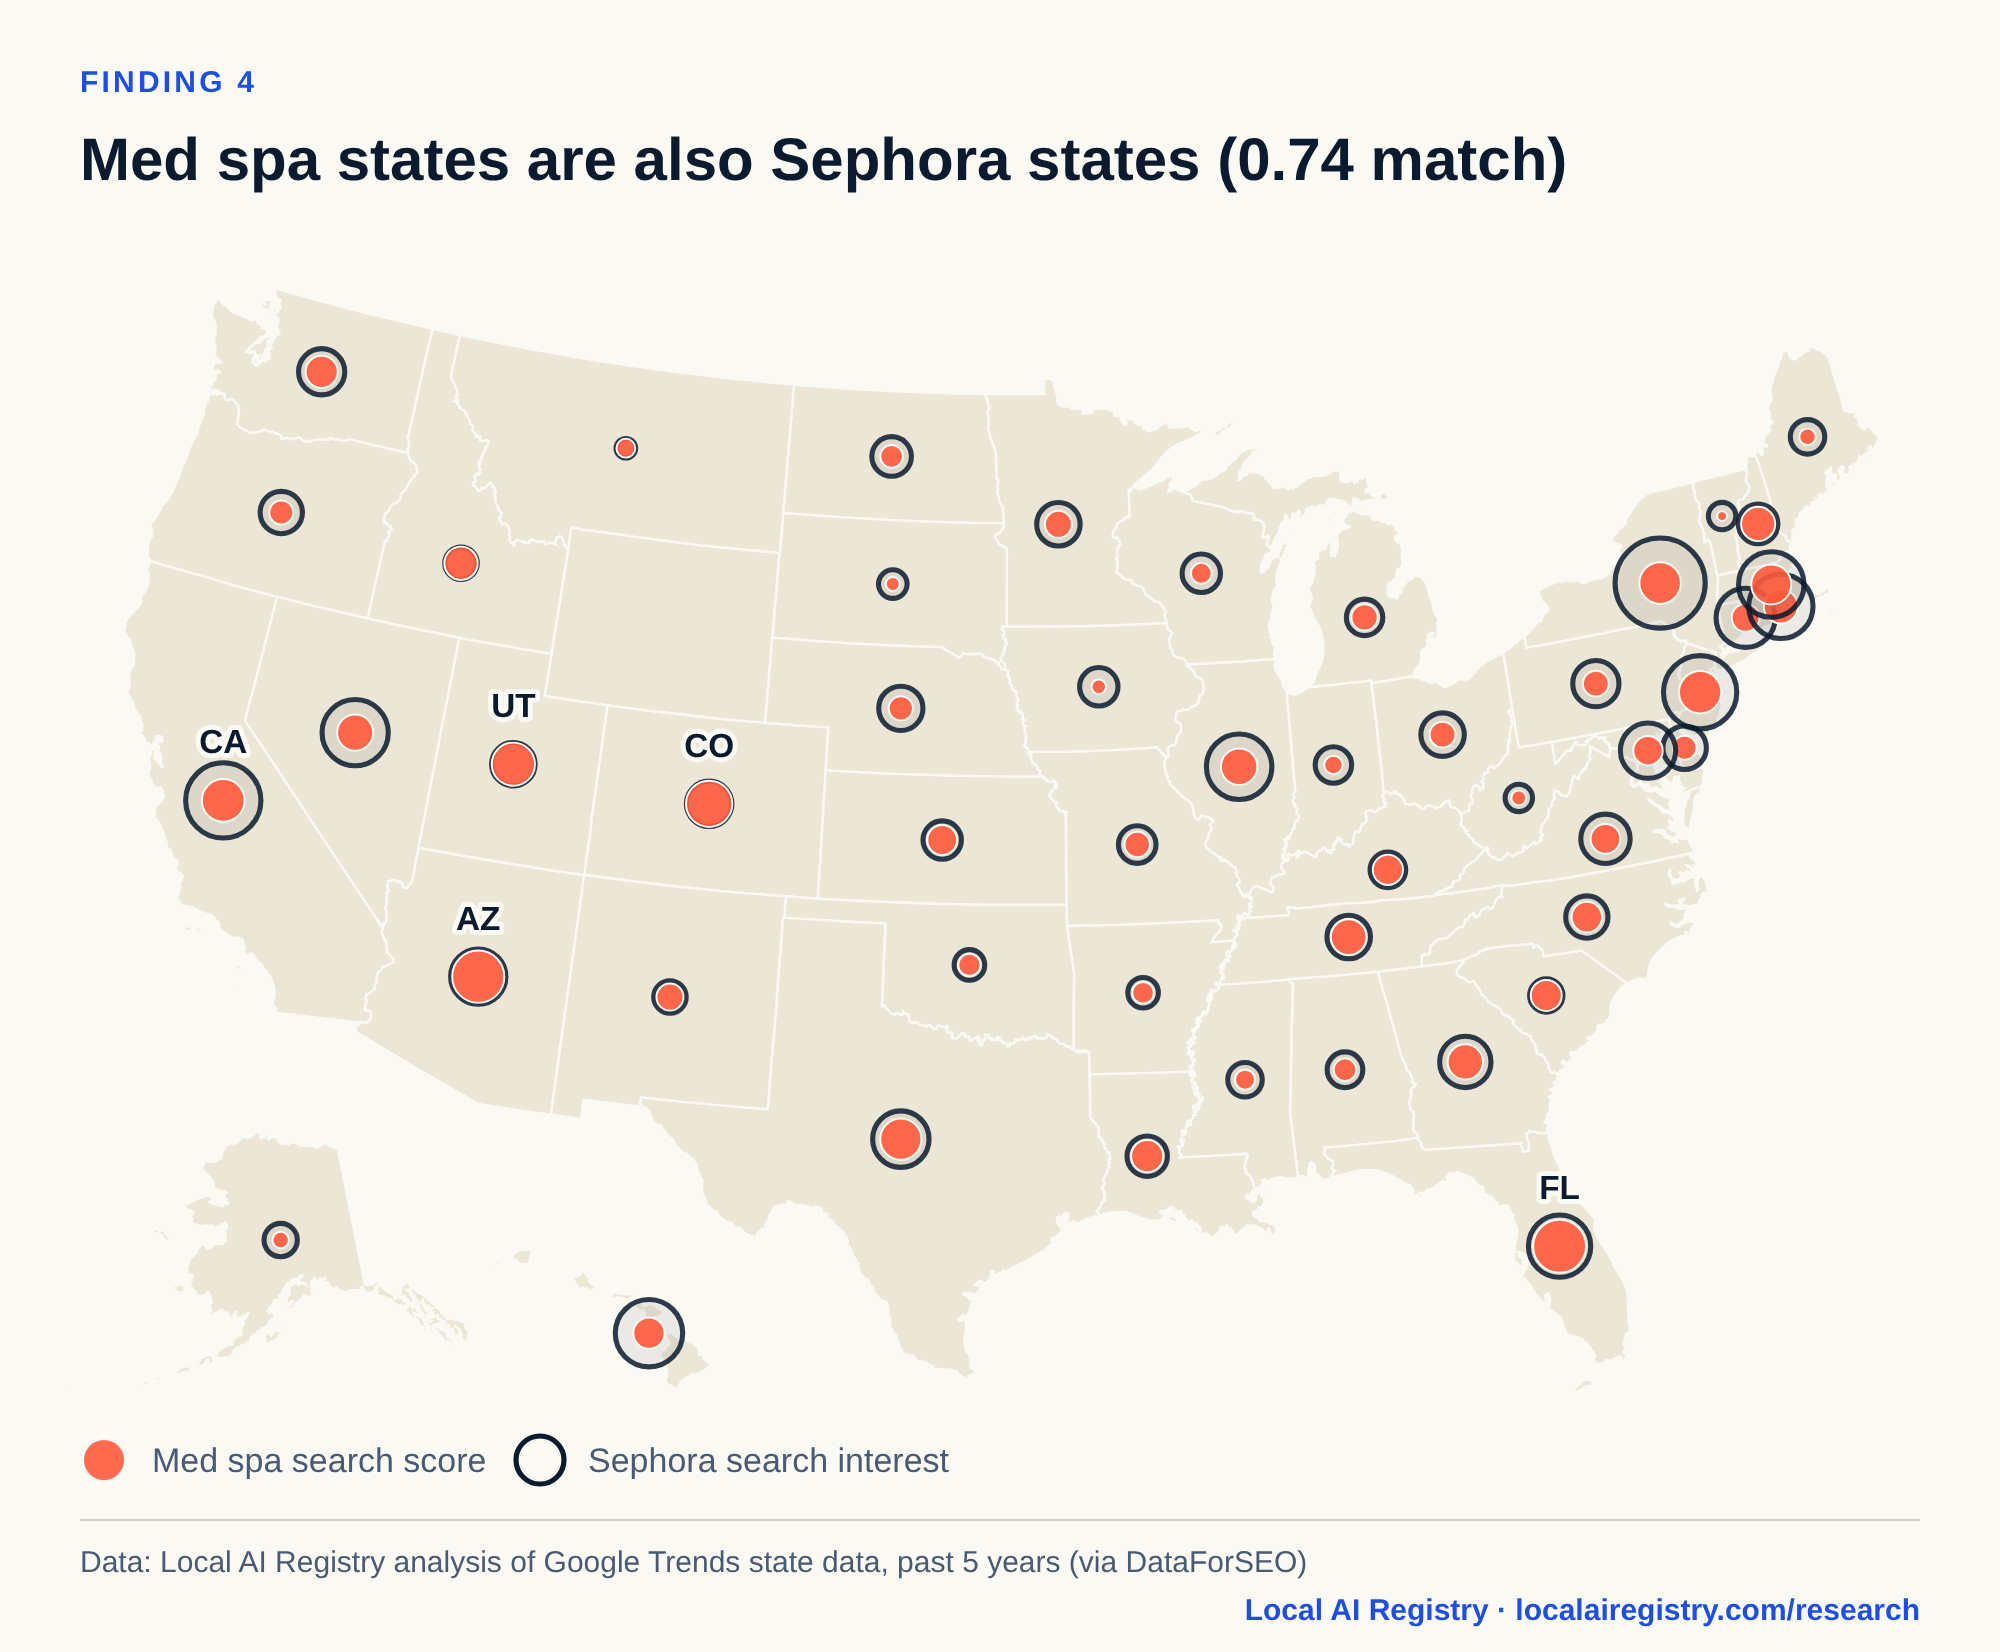 FINDING 4
Med spa states are also Sephora states (0.74 match)
UT
CA
CO
AZ
FL
Med spa search score
Sephora search interest
Data: Local AI Registry analysis of Google Trends state data, past 5 years (via DataForSEO)
Local AI Registry · localairegistry.com/research